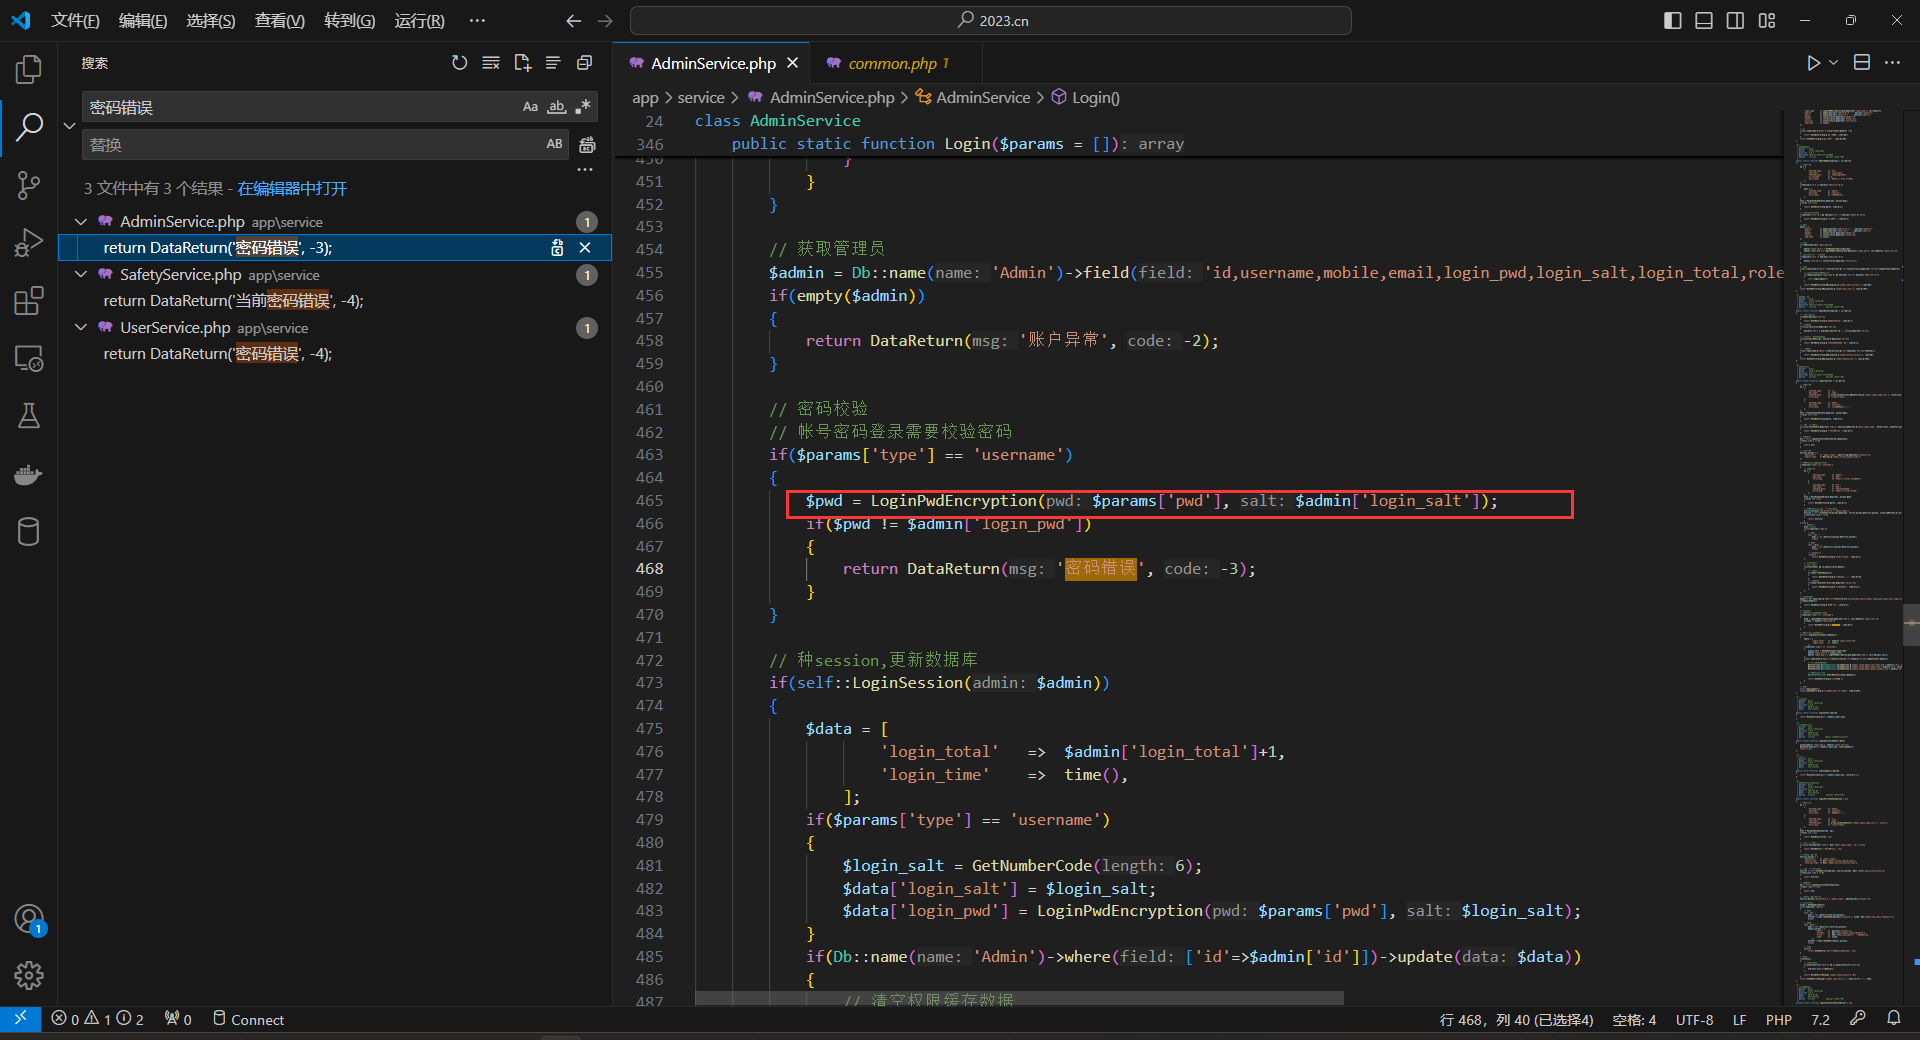 文件(F) 编辑(E) 选择(S) 查看(V) 转到(G) 运行(R) ··· 2023.cn
搜索
密码错误 Aa ab
替换 AB
3 文件中有 3 个结果 - 在编辑器中打开
AdminService.php app\service 1
return DataReturn('密码错误', -3);
SafetyService.php app\service 1
return DataReturn('当前密码错误', -4);
UserService.php app\service 1
return DataReturn('密码错误', -4);
AdminService.php common.php 1
app > service > AdminService.php > AdminService > Login()
24 class AdminService
346 public static function Login($params = []): array
450 }
451 }
452 }
453
454 // 获取管理员
455 $admin = Db::name(name: 'Admin')->field(field: 'id,username,mobile,email,login_pwd,login_salt,login_total,role
456 if(empty($admin))
457 {
458 return DataReturn(msg: '账户异常', code: -2);
459 }
460
461 // 密码校验
462 // 帐号密码登录需要校验密码
463 if($params['type'] == 'username')
464 {
465 $pwd = LoginPwdEncryption(pwd: $params['pwd'], salt: $admin['login_salt']);
466 if($pwd != $admin['login_pwd'])
467 {
468 return DataReturn(msg: '密码错误', code: -3);
469 }
470 }
471
472 // 种session,更新数据库
473 if(self::LoginSession(admin: $admin))
474 {
475 $data = [
476 'login_total' => $admin['login_total']+1,
477 'login_time' => time(),
478 ];
479 if($params['type'] == 'username')
480 {
481 $login_salt = GetNumberCode(length: 6);
482 $data['login_salt'] = $login_salt;
483 $data['login_pwd'] = LoginPwdEncryption(pwd: $params['pwd'], salt: $login_salt);
484 }
485 if(Db::name(name: 'Admin')->where(field: ['id'=>$admin['id']])->update(data: $data))
486 {
487 // 清空权限缓存数据
1
0 1 2 0 Connect 行 468，列 40 (已选择4) 空格: 4 UTF-8 LF PHP 7.2